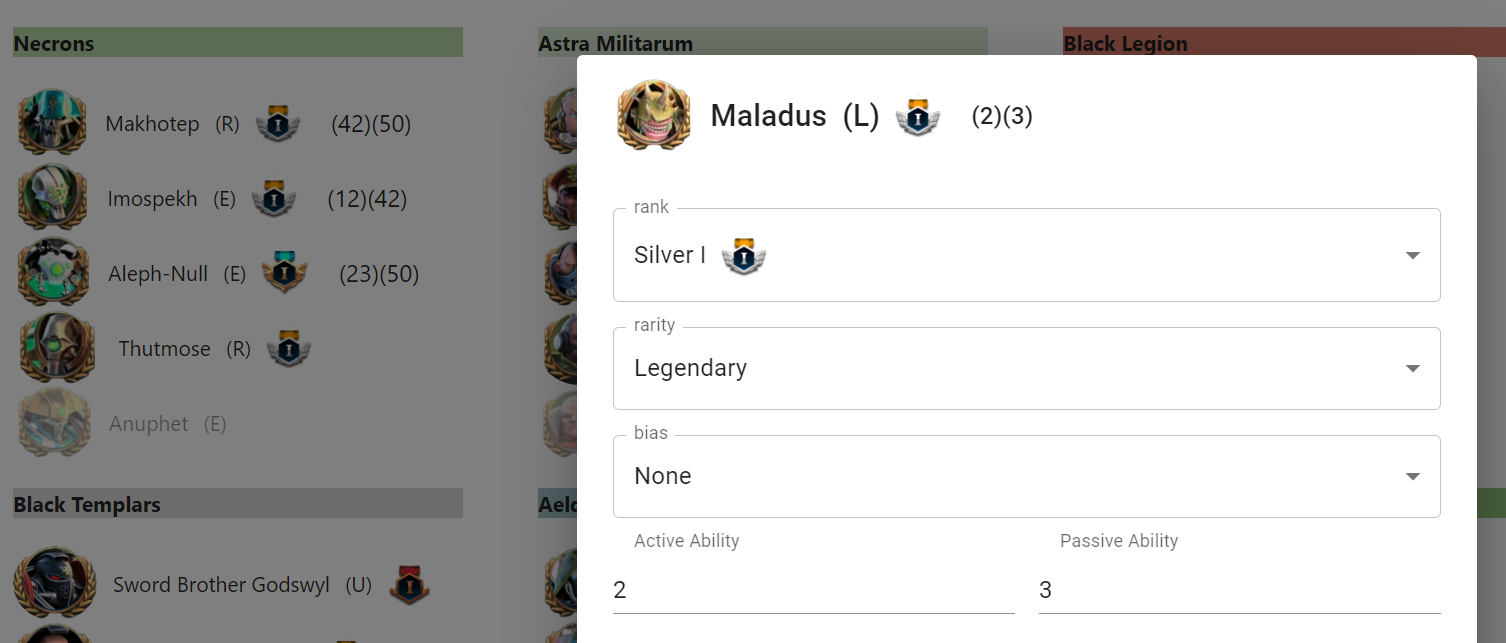 Necrons
Makhotep (R) I (42)(50)
Imospekh (E) I (12)(42)
Aleph-Null (E) I (23)(50)
Thutmose (R) I
Anuphet (E)
Black Templars
Sword Brother Godswyl (U) I
Astra Militarum
Black Legion
Maladus (L) I (2)(3)
rank
Silver I I
rarity
Legendary
bias
None
Active Ability Passive Ability
2 3